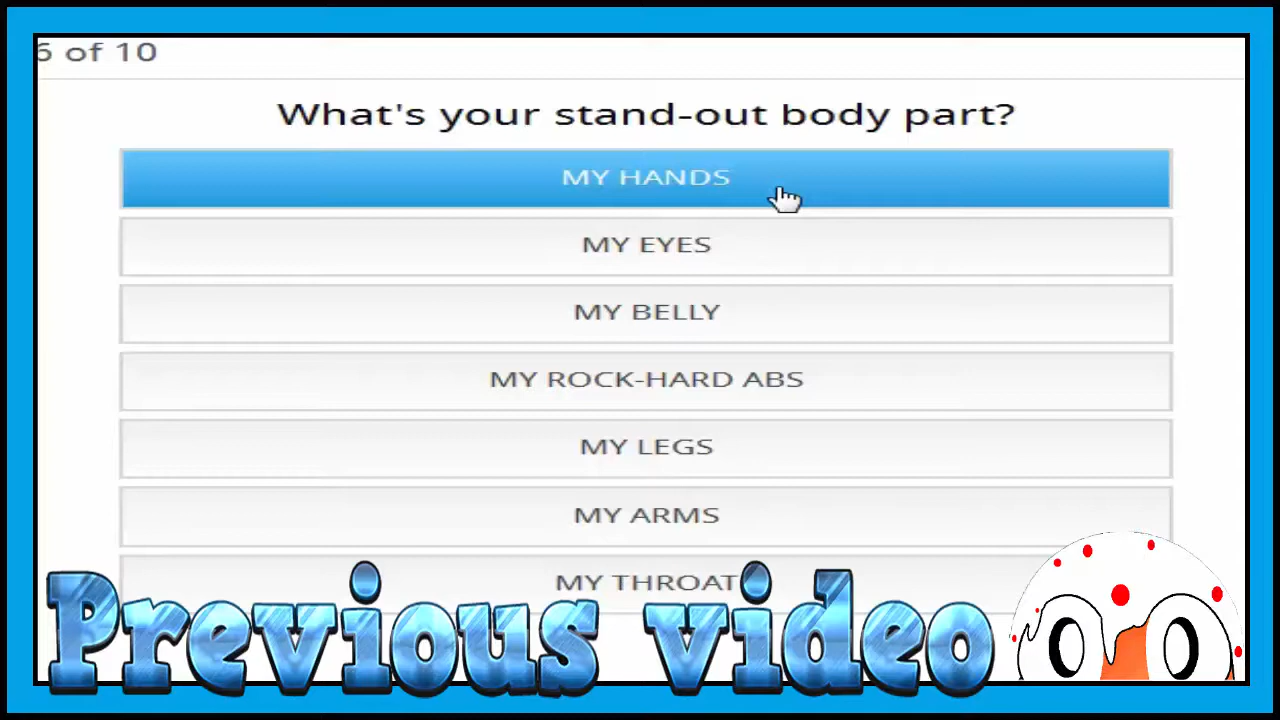 6 of 10
What's your stand-out body part?
MY HANDS
MY EYES
MY BELLY
MY ROCK-HARD ABS
MY LEGS
MY ARMS
MY THROAT
Previous video